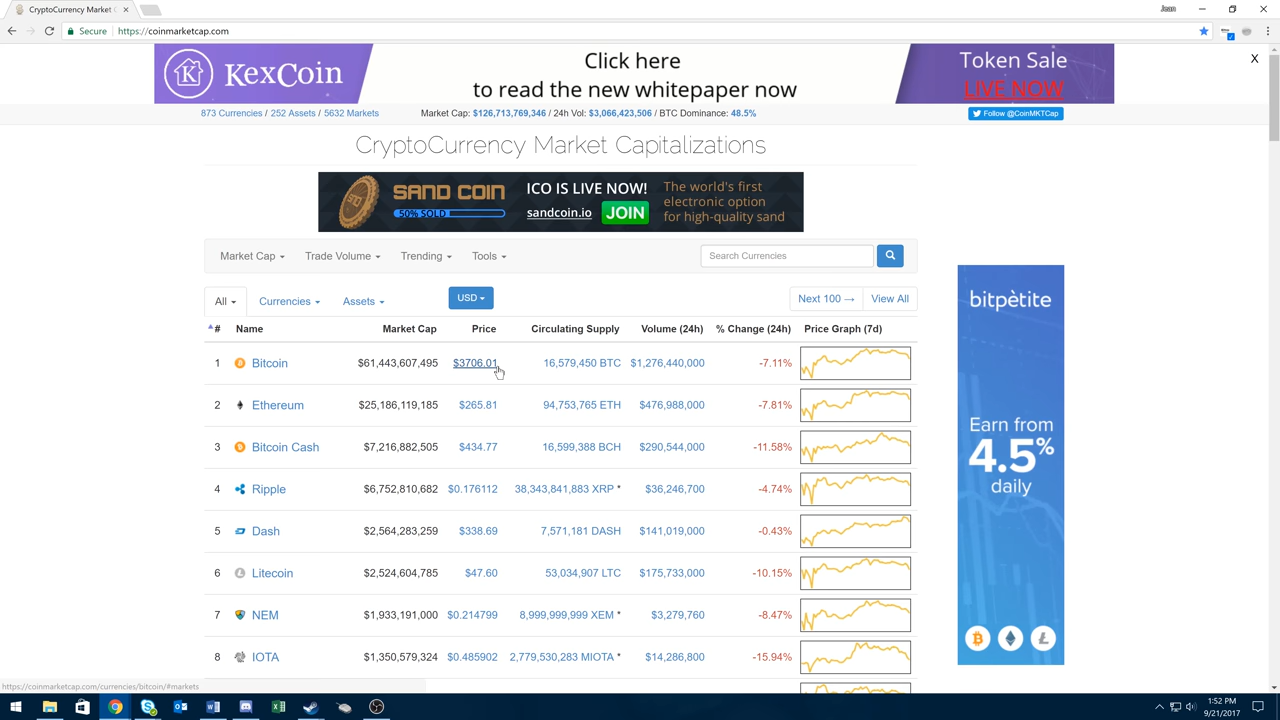 CryptoCurrency Market C
Jean
Secure https://coinmarketcap.com
KexCoin
Click here
to read the new whitepaper now
Token Sale
LIVE NOW
X
873 Currencies / 252 Assets / 5632 Markets
Market Cap: $126,713,769,346 / 24h Vol: $3,066,423,506 / BTC Dominance: 48.5%
Follow @CoinMKTCap
CryptoCurrency Market Capitalizations
SAND COIN
50% SOLD
ICO IS LIVE NOW!
sandcoin.io JOIN
The world's first
electronic option
for high-quality sand
Market Cap Trade Volume Trending Tools
Search Currencies
All Currencies Assets USD Next 100 → View All
# Name Market Cap Price Circulating Supply Volume (24h) % Change (24h) Price Graph (7d)
1 Bitcoin $61,443,607,495 $3706.01 16,579,450 BTC $1,276,440,000 -7.11%
2 Ethereum $25,186,119,185 $265.81 94,753,765 ETH $476,988,000 -7.81%
3 Bitcoin Cash $7,216,882,505 $434.77 16,599,388 BCH $290,544,000 -11.58%
4 Ripple $6,752,810,682 $0.176112 38,343,841,883 XRP * $36,246,700 -4.74%
5 Dash $2,564,283,259 $338.69 7,571,181 DASH $141,019,000 -0.43%
6 Litecoin $2,524,604,785 $47.60 53,034,907 LTC $175,733,000 -10.15%
7 NEM $1,933,191,000 $0.214799 8,999,999,999 XEM * $3,279,760 -8.47%
8 IOTA $1,350,579,324 $0.485902 2,779,530,283 MIOTA * $14,286,800 -15.94%
bitpètite
Earn from
4.5%
daily
https://coinmarketcap.com/currencies/bitcoin/#markets
1:52 PM
9/21/2017